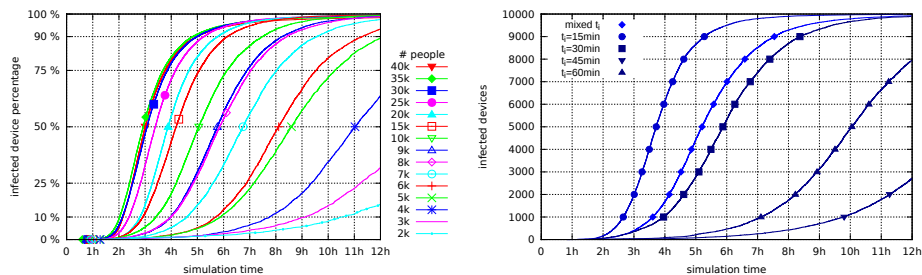 100 %
90 %
75 %
50 %
25 %
10 %
0 %
infected device percentage
0 1h 2h 3h 4h 5h 6h 7h 8h 9h 10h 11h 12h
simulation time
# people
40k
35k
30k
25k
20k
15k
10k
9k
8k
7k
6k
5k
4k
3k
2k
10000
9000
8000
7000
6000
5000
4000
3000
2000
1000
0
infected devices
mixed tᵢ
tᵢ=15min
tᵢ=30min
tᵢ=45min
tᵢ=60min
0 1h 2h 3h 4h 5h 6h 7h 8h 9h 10h 11h 12h
simulation time